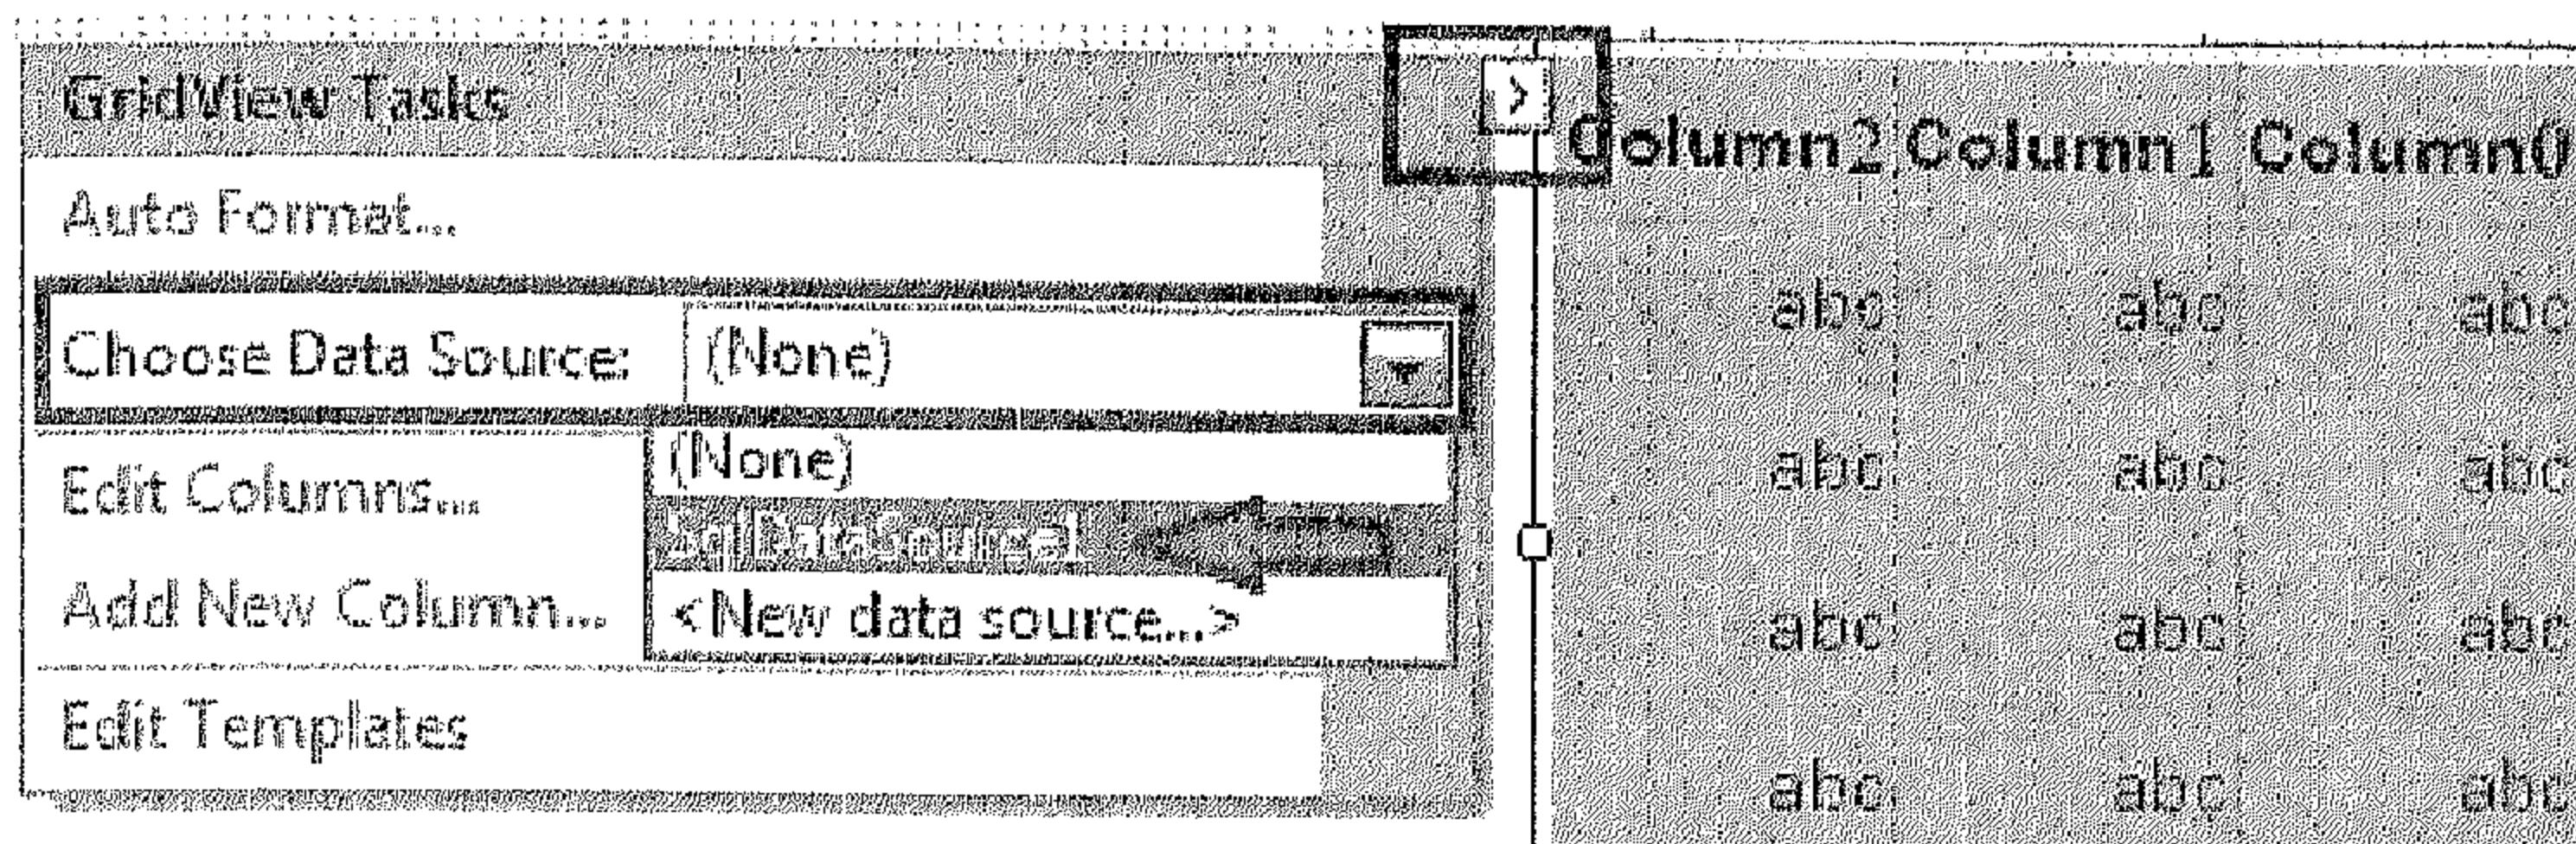 GridView Tasks
Auto Format...
Choose Data Source: (None)
(None)
SqlDataSource1
<New data source...>
Edit Columns...
Add New Column...
Edit Templates
Column2 Column1 Column0
abc abc abc
abc abc abc
abc abc abc
abc abc abc